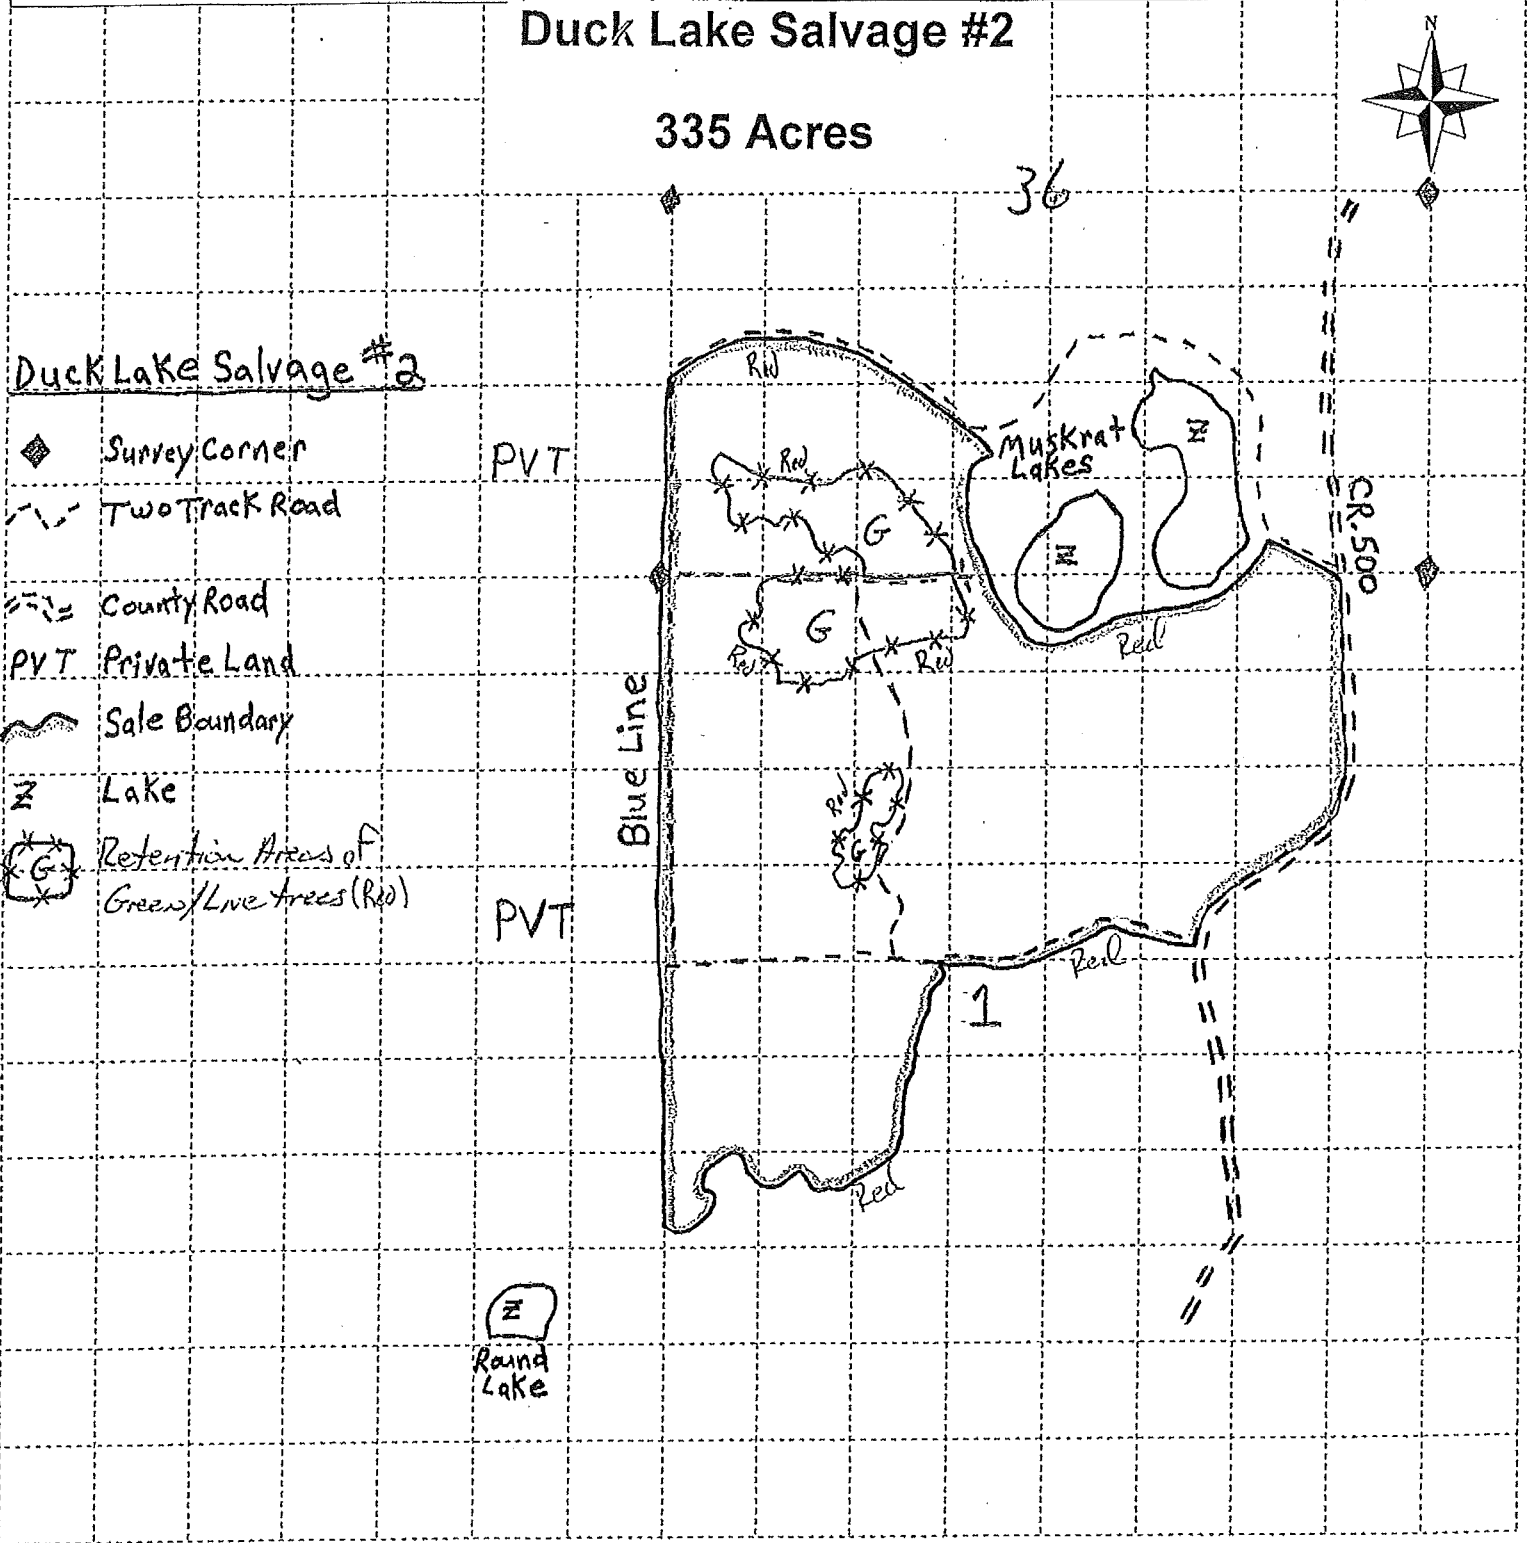 Duck Lake Salvage #2
N
335 Acres
36
Duck Lake Salvage #2
Survey Corner
Two Track Road
County Road
PVT Private Land
Sale Boundary
Z Lake
G Retention Areas of
Green/Live trees (Red)
PVT
PVT
Blue Line
Red
Red
G
G
Red
Red
Red
G
Muskrat
Lakes
Z
Z
Red
CR. 500
Red
1
Red
Z
Round
Lake